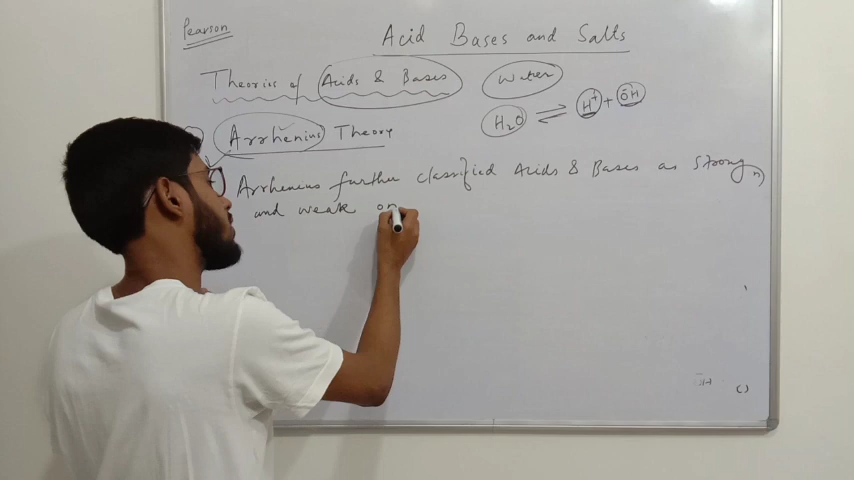 Pearson
Acid Bases and Salts
Theories of Acids & Bases Water
H₂O ⇌ H⁺ + OH
Arrhenius Theory
Arrhenius further classified Acids & Bases as strong
and weak on